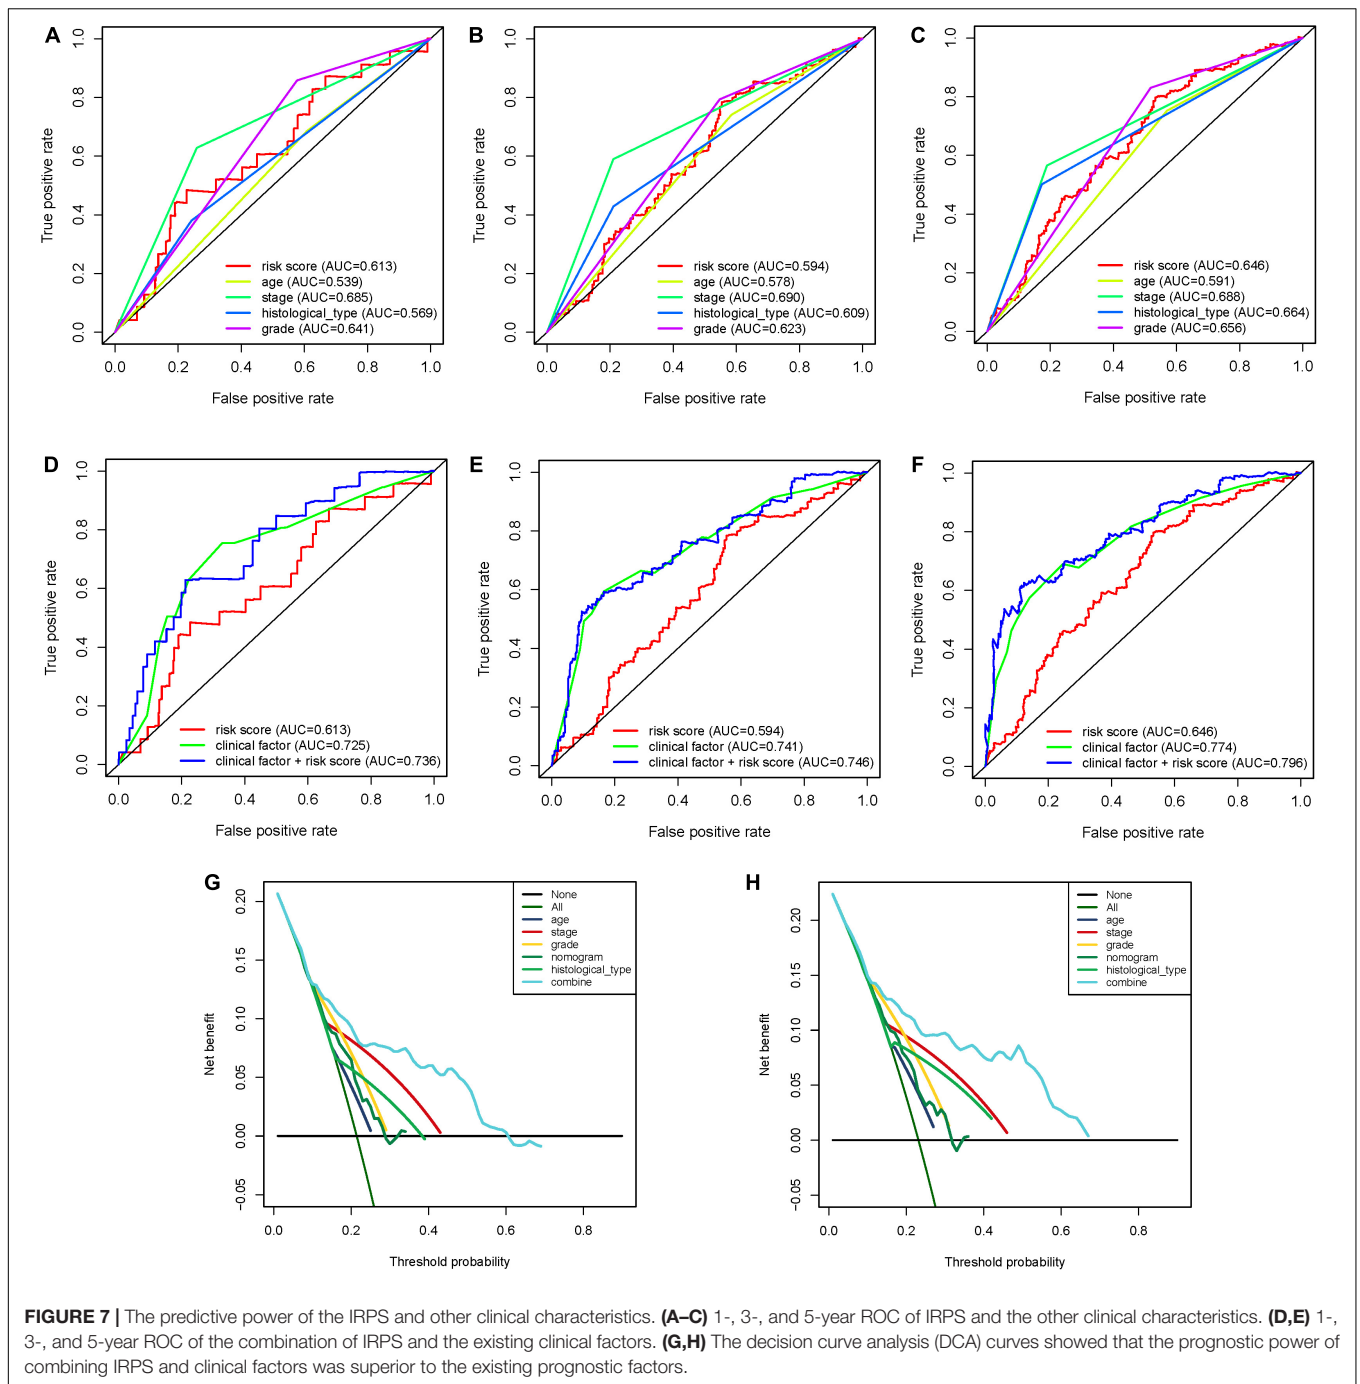 A
1.0
0.8
0.6
0.4
0.2
0.0
True positive rate
risk score (AUC=0.613)
age (AUC=0.539)
stage (AUC=0.685)
histological_type (AUC=0.569)
grade (AUC=0.641)
0.0 0.2 0.4 0.6 0.8 1.0
False positive rate
B
1.0
0.8
0.6
0.4
0.2
0.0
True positive rate
risk score (AUC=0.594)
age (AUC=0.578)
stage (AUC=0.690)
histological_type (AUC=0.609)
grade (AUC=0.623)
0.0 0.2 0.4 0.6 0.8 1.0
False positive rate
C
1.0
0.8
0.6
0.4
0.2
0.0
True positive rate
risk score (AUC=0.646)
age (AUC=0.591)
stage (AUC=0.688)
histological_type (AUC=0.664)
grade (AUC=0.656)
0.0 0.2 0.4 0.6 0.8 1.0
False positive rate
D
1.0
0.8
0.6
0.4
0.2
0.0
True positive rate
risk score (AUC=0.613)
clinical factor (AUC=0.725)
clinical factor + risk score (AUC=0.736)
0.0 0.2 0.4 0.6 0.8 1.0
False positive rate
E
1.0
0.8
0.6
0.4
0.2
0.0
True positive rate
risk score (AUC=0.594)
clinical factor (AUC=0.741)
clinical factor + risk score (AUC=0.746)
0.0 0.2 0.4 0.6 0.8 1.0
False positive rate
F
1.0
0.8
0.6
0.4
0.2
0.0
True positive rate
risk score (AUC=0.646)
clinical factor (AUC=0.774)
clinical factor + risk score (AUC=0.796)
0.0 0.2 0.4 0.6 0.8 1.0
False positive rate
G
0.20
0.15
0.10
0.05
0.00
−0.05
Net benefit
None
All
age
stage
grade
nomogram
histological_type
combine
0.0 0.2 0.4 0.6 0.8
Threshold probability
H
0.20
0.15
0.10
0.05
0.00
−0.05
Net benefit
None
All
age
stage
grade
nomogram
histological_type
combine
0.0 0.2 0.4 0.6 0.8
Threshold probability
FIGURE 7 | The predictive power of the IRPS and other clinical characteristics. (A–C) 1-, 3-, and 5-year ROC of IRPS and the other clinical characteristics. (D,E) 1-,
3-, and 5-year ROC of the combination of IRPS and the existing clinical factors. (G,H) The decision curve analysis (DCA) curves showed that the prognostic power of
combining IRPS and clinical factors was superior to the existing prognostic factors.